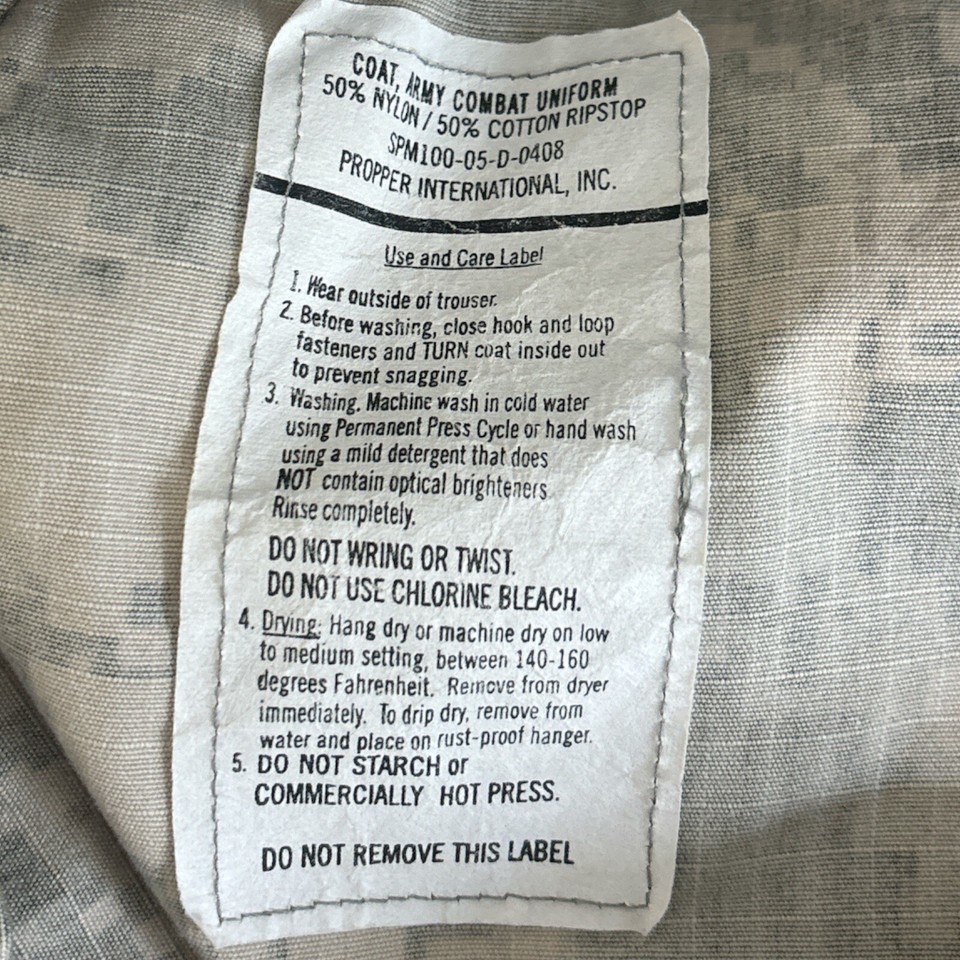 COAT, ARMY COMBAT UNIFORM
50% NYLON / 50% COTTON RIPSTOP
SPM100-05-D-0408
PROPPER INTERNATIONAL, INC.
Use and Care Label
1. Wear outside of trouser.
2. Before washing, close hook and loop
fasteners and TURN coat inside out
to prevent snagging.
3. Washing. Machine wash in cold water
using Permanent Press Cycle or hand wash
using a mild detergent that does
NOT contain optical brighteners
Rinse completely.
DO NOT WRING OR TWIST.
DO NOT USE CHLORINE BLEACH.
4. Drying: Hang dry or machine dry on low
to medium setting, between 140-160
degrees Fahrenheit. Remove from dryer
immediately. To drip dry, remove from
water and place on rust-proof hanger.
5. DO NOT STARCH or
COMMERCIALLY HOT PRESS.
DO NOT REMOVE THIS LABEL